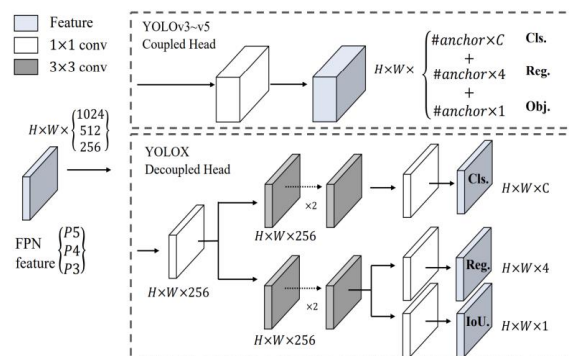 Feature
1×1 conv
3×3 conv
H×W× {1024
512
256}
FPN
feature
{P5
P4
P3}
YOLOv3~v5
Coupled Head
H×W×
{#anchor×C Cls.
+
#anchor×4 Reg.
+
#anchor×1 Obj.
YOLOX
Decoupled Head
H×W×256
×2
H×W×256
Cls.
H×W×C
×2
H×W×256
Reg.
H×W×4
IoU.
H×W×1